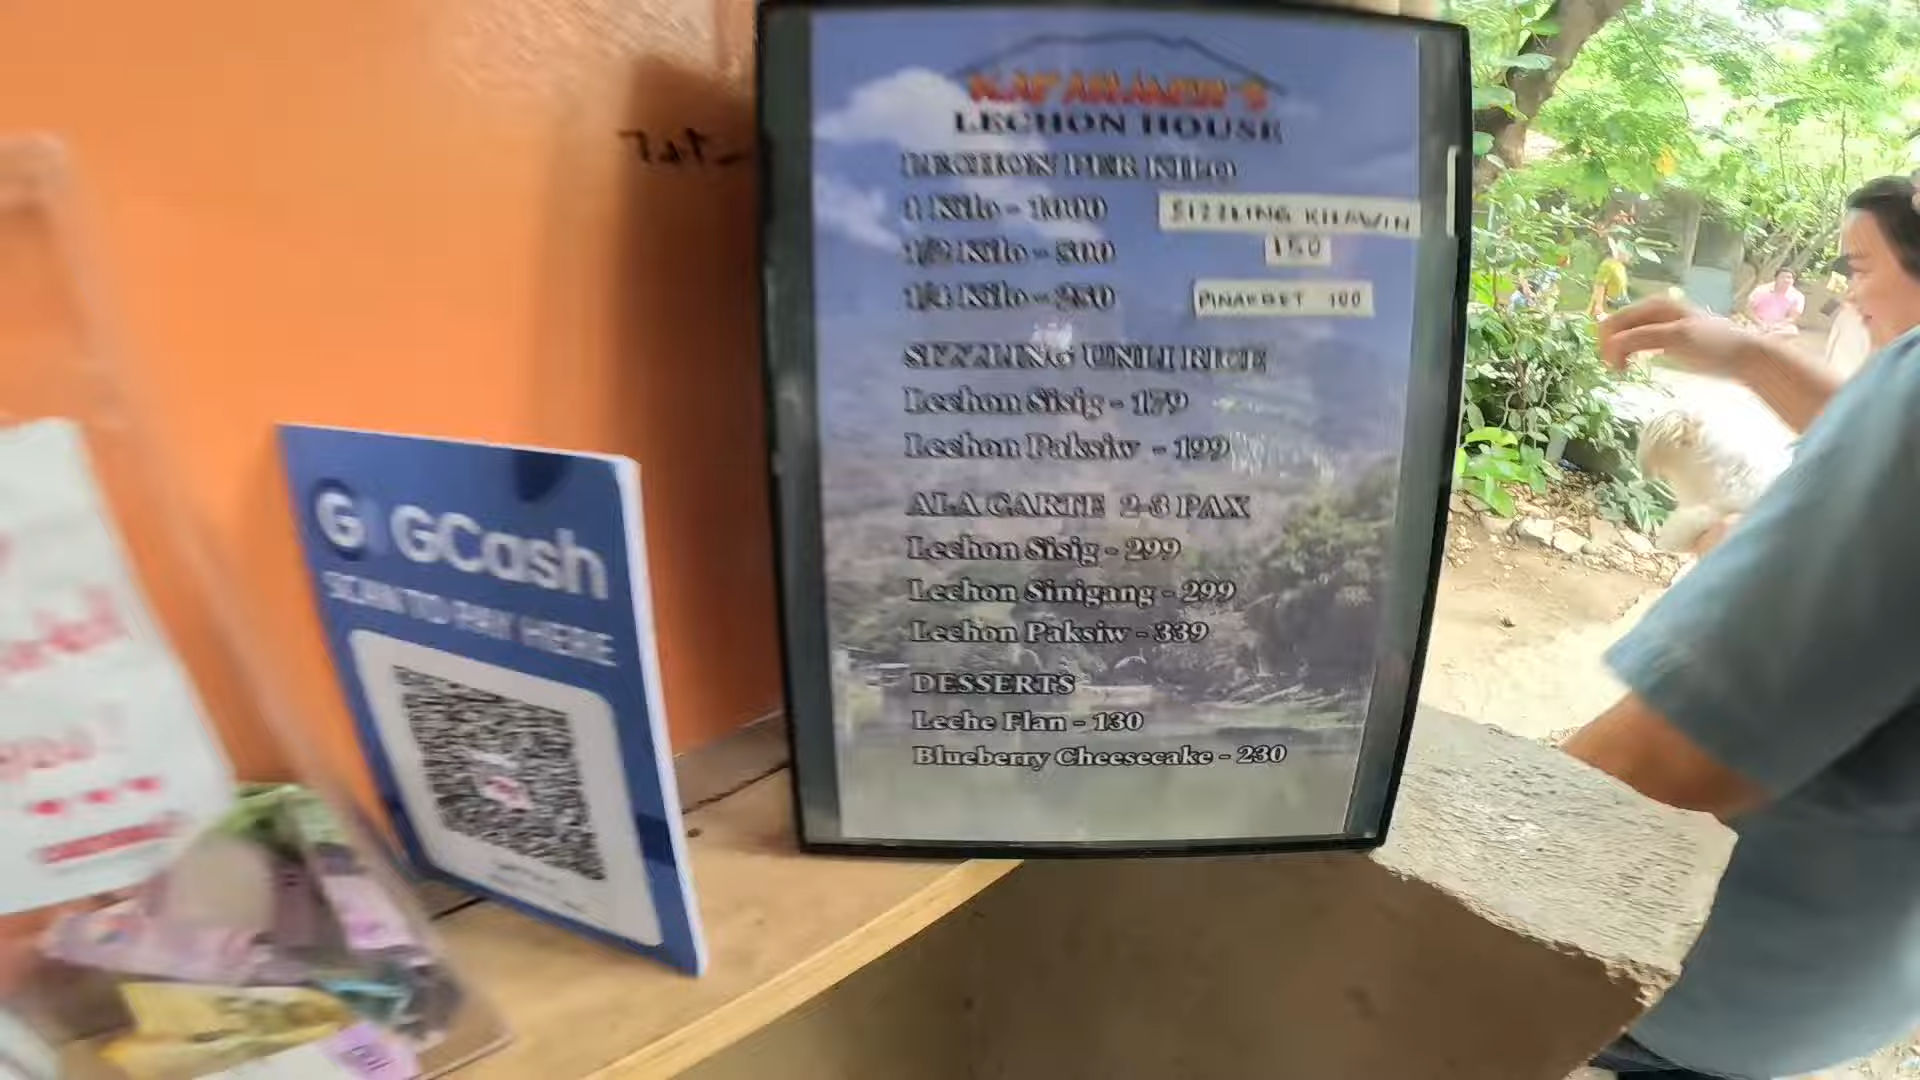 G GCash
SCAN TO PAY HERE
LECHON HOUSE
LECHON PER KILO
1 Kilo - 1000
1/2 Kilo - 500
1/4 Kilo - 250
SIZZLING KILAWIN
150
PINAKBET 100
SIZZLING UNLI RICE
Lechon Sisig - 179
Lechon Paksiw - 199
ALA CARTE 2-3 PAX
Lechon Sisig - 299
Lechon Sinigang - 299
Lechon Paksiw - 339
DESSERTS
Leche Flan - 130
Blueberry Cheesecake - 230